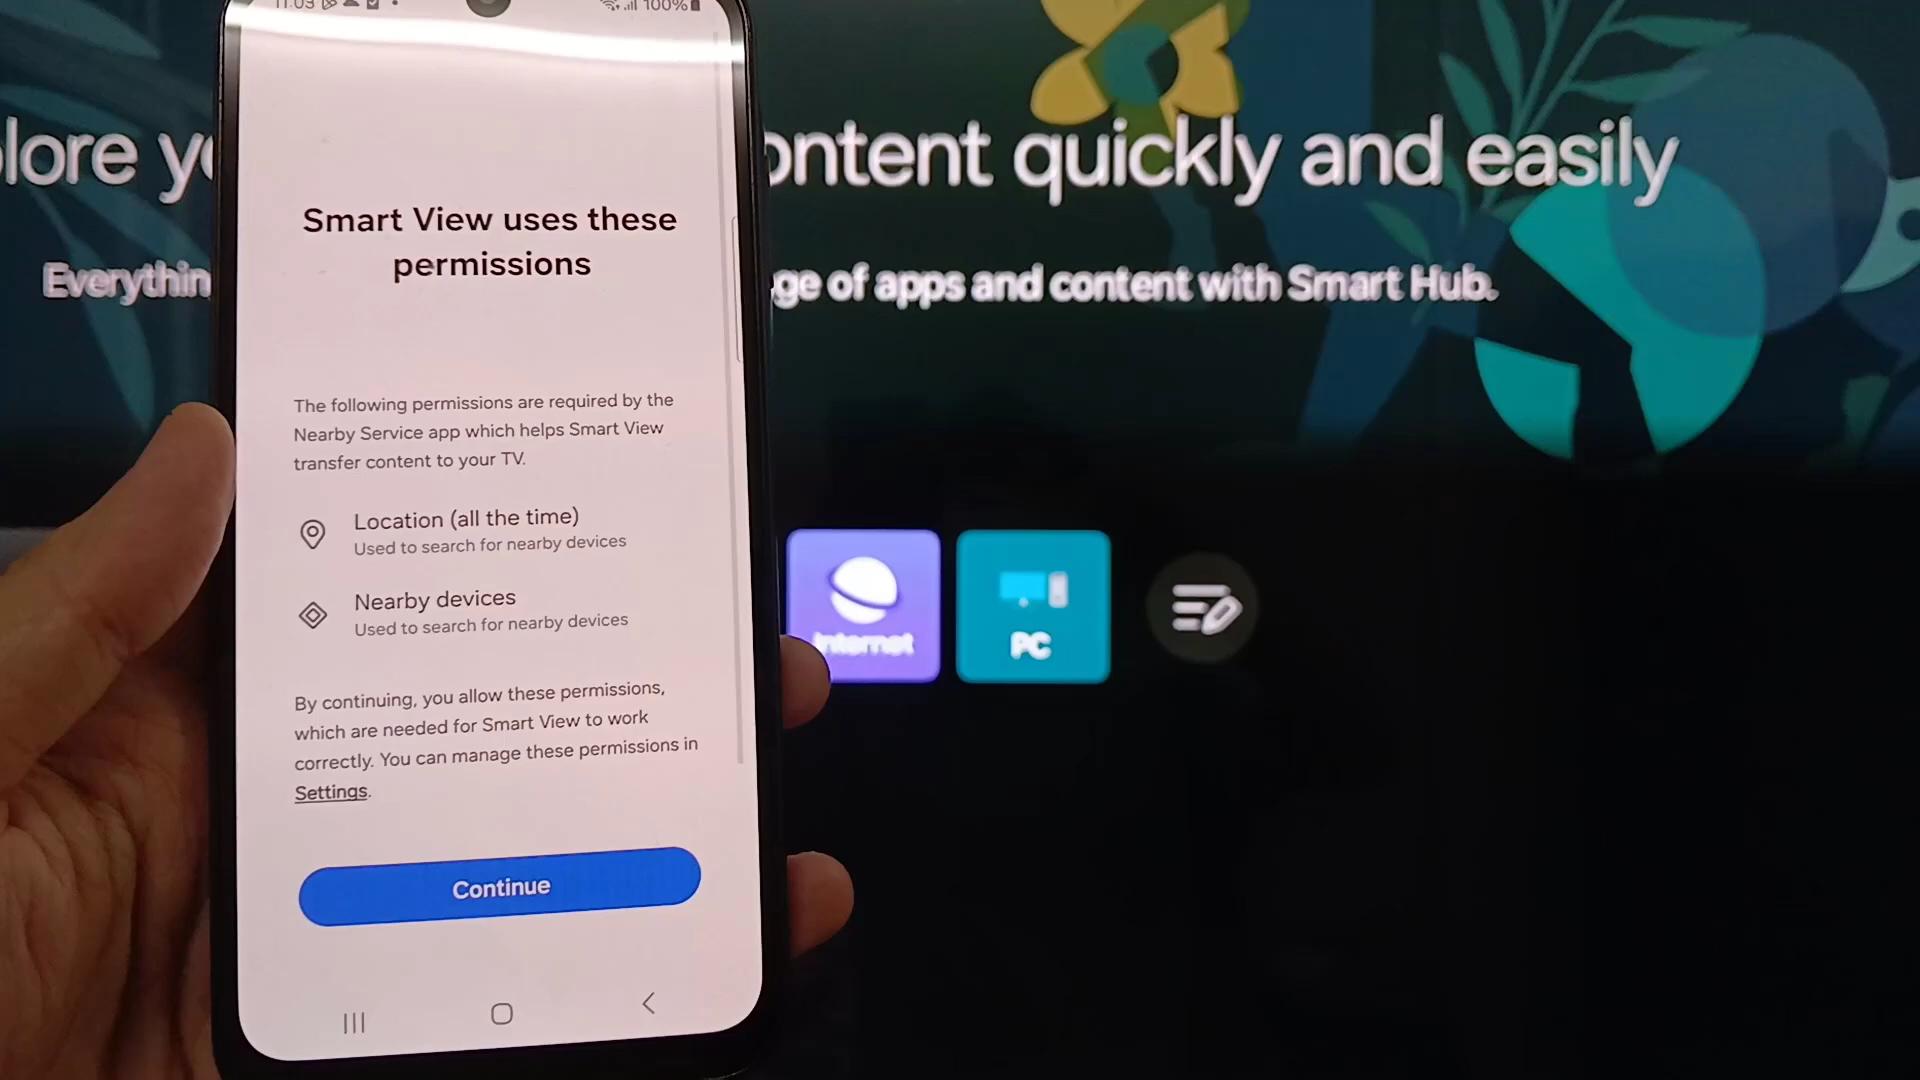 11:03
100%
Smart View uses these
permissions
The following permissions are required by the
Nearby Service app which helps Smart View
transfer content to your TV.
Location (all the time)
Used to search for nearby devices
Nearby devices
Used to search for nearby devices
By continuing, you allow these permissions,
which are needed for Smart View to work
correctly. You can manage these permissions in
Settings.
Continue
lore yo
ontent quickly and easily
Everythin
ge of apps and content with Smart Hub.
Internet
PC